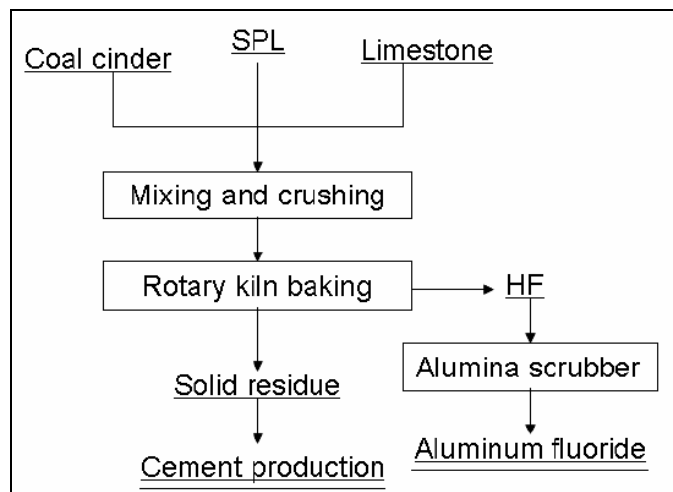 Coal cinder
SPL
Limestone
Mixing and crushing
Rotary kiln baking
HF
Solid residue
Alumina scrubber
Cement production
Aluminum fluoride